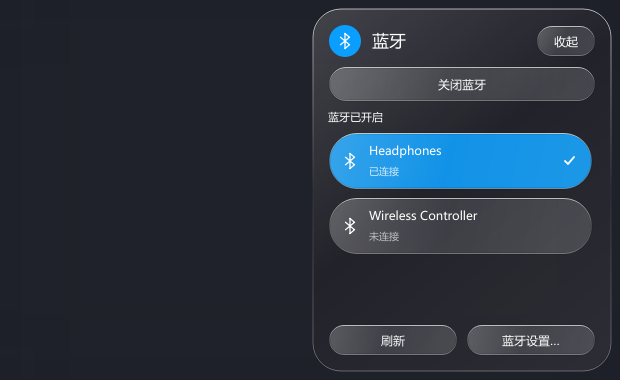 蓝牙
收起
关闭蓝牙
蓝牙已开启
Headphones
已连接
Wireless Controller
未连接
刷新
蓝牙设置...